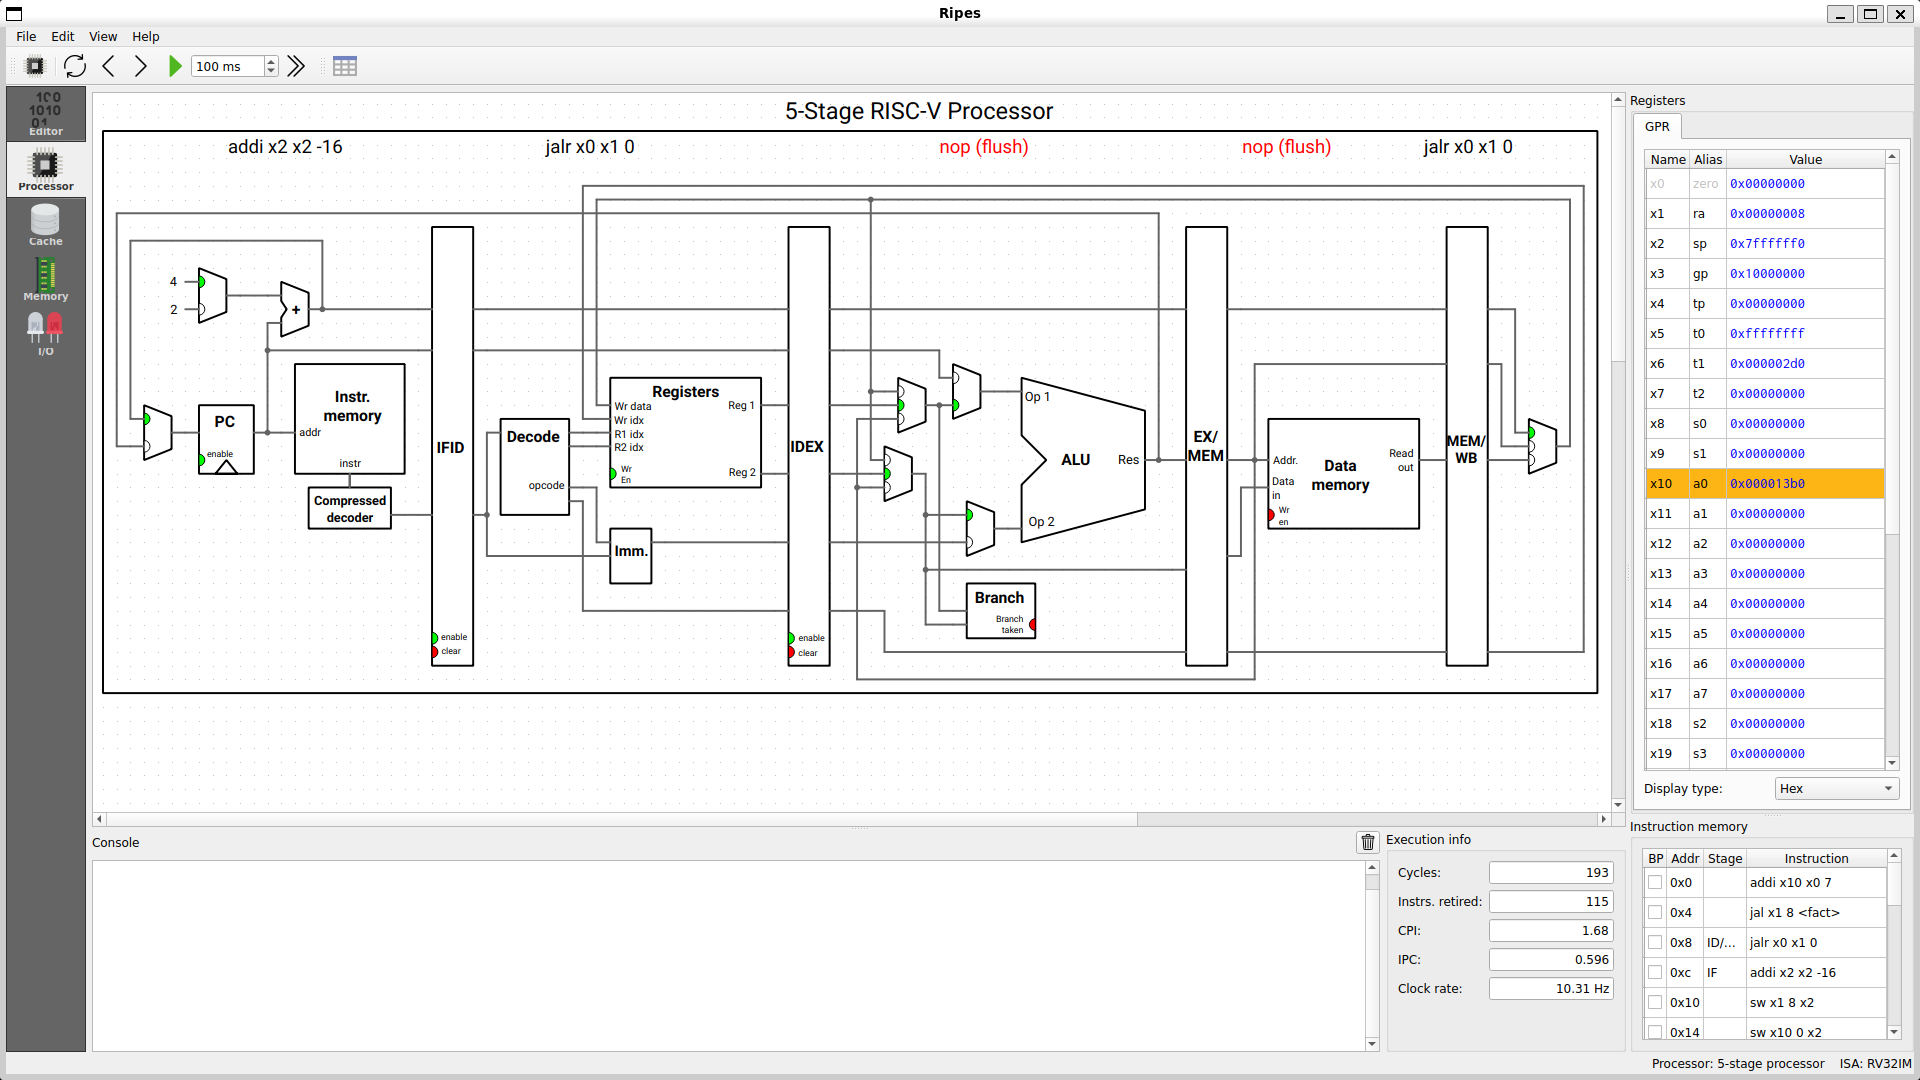 Ripes
File Edit View Help
100 ms
Editor
Processor
Cache
Memory
I/O
5-Stage RISC-V Processor
addi x2 x2 -16 jalr x0 x1 0 nop (flush) nop (flush) jalr x0 x1 0
4
2
+
PC
enable
Instr.
memory
addr
instr
Compressed
decoder
IFID
enable
clear
Decode
opcode
Registers
Wr data
Wr idx
R1 idx
R2 idx
Wr
En
Reg 1
Reg 2
Imm.
IDEX
enable
clear
Op 1
ALU
Res
Op 2
Branch
Branch
taken
EX/
MEM
Addr.
Data
in
Wr
en
Data
memory
Read
out
MEM/
WB
Registers
GPR
Name Alias Value
x0 zero 0x00000000
x1 ra 0x00000008
x2 sp 0x7ffffff0
x3 gp 0x10000000
x4 tp 0x00000000
x5 t0 0xffffffff
x6 t1 0x000002d0
x7 t2 0x00000000
x8 s0 0x00000000
x9 s1 0x00000000
x10 a0 0x000013b0
x11 a1 0x00000000
x12 a2 0x00000000
x13 a3 0x00000000
x14 a4 0x00000000
x15 a5 0x00000000
x16 a6 0x00000000
x17 a7 0x00000000
x18 s2 0x00000000
x19 s3 0x00000000
Display type: Hex
Console
Execution info
Cycles: 193
Instrs. retired: 115
CPI: 1.68
IPC: 0.596
Clock rate: 10.31 Hz
Instruction memory
BP Addr Stage Instruction
0x0 addi x10 x0 7
0x4 jal x1 8 <fact>
0x8 ID/... jalr x0 x1 0
0xc IF addi x2 x2 -16
0x10 sw x1 8 x2
0x14 sw x10 0 x2
Processor: 5-stage processor ISA: RV32IM